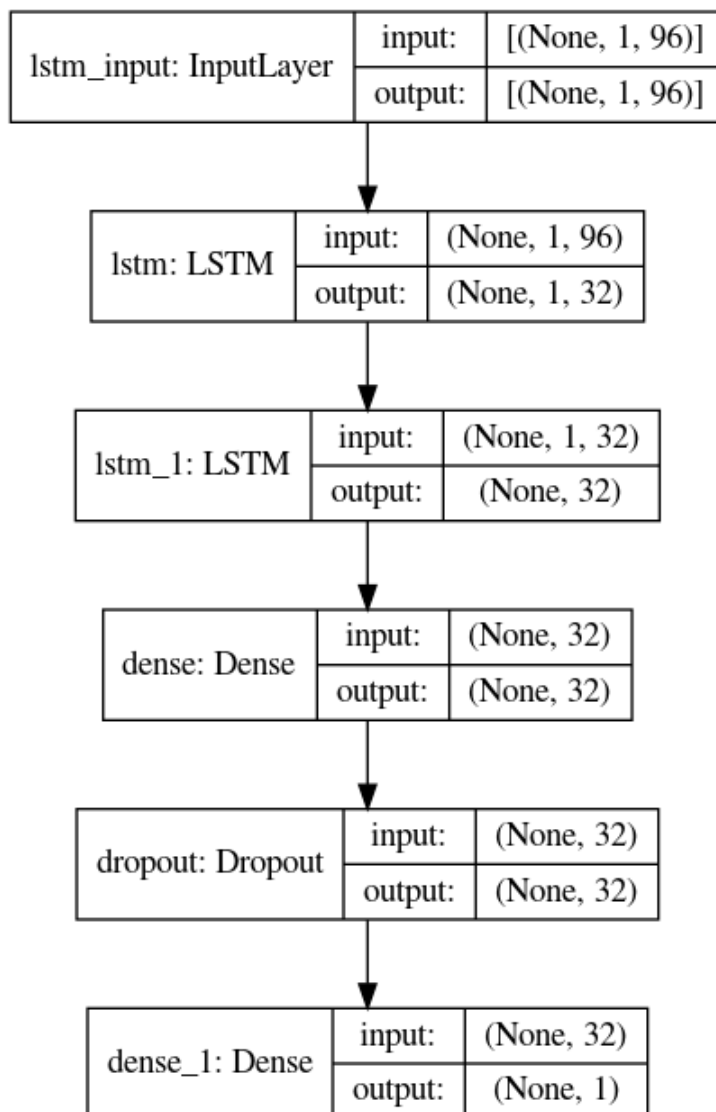 lstm_input: InputLayer
input: [(None, 1, 96)]
output: [(None, 1, 96)]
lstm: LSTM
input: (None, 1, 96)
output: (None, 1, 32)
lstm_1: LSTM
input: (None, 1, 32)
output: (None, 32)
dense: Dense
input: (None, 32)
output: (None, 32)
dropout: Dropout
input: (None, 32)
output: (None, 32)
dense_1: Dense
input: (None, 32)
output: (None, 1)